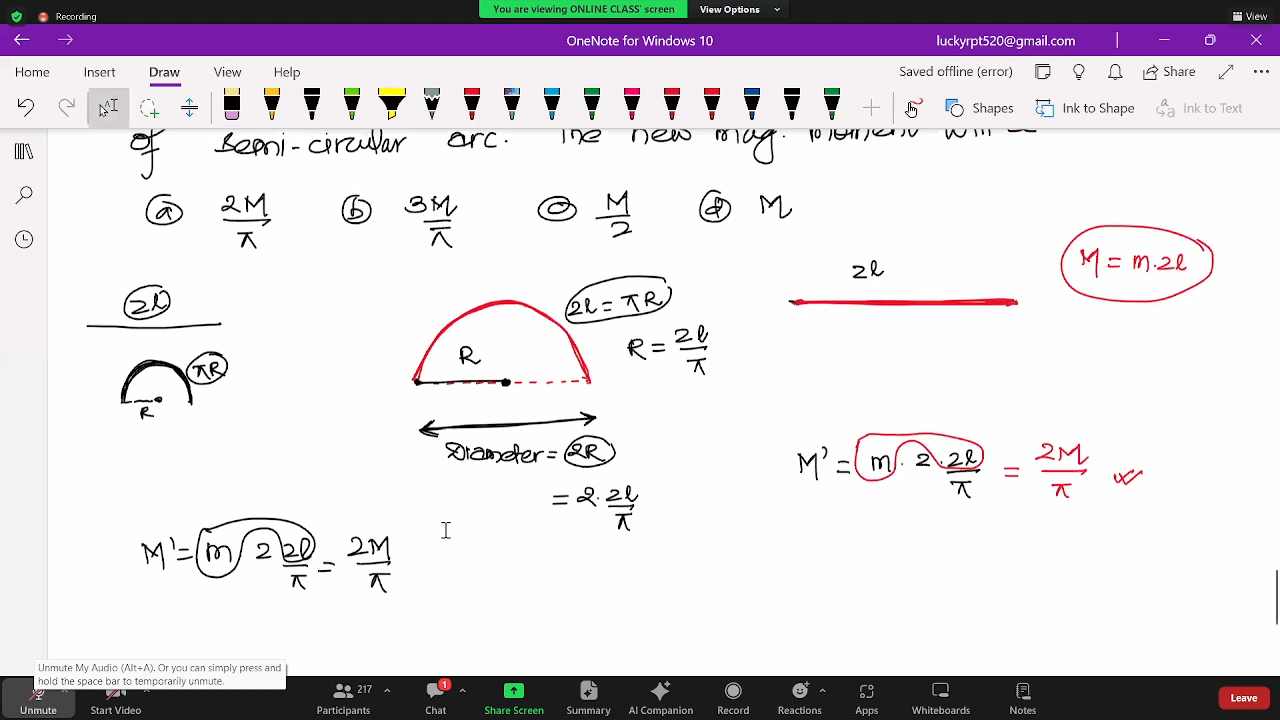 You are viewing ONLINE CLASS' screen
View Options
Recording
View
OneNote for Windows 10
luckyrpt520@gmail.com
Home Insert Draw View Help
Saved offline (error)
Share
Shapes
Ink to Shape
Ink to Text
of semi-circular arc. The new mag. moment will =
(a) 2M/π (b) 3M/π (c) M/2 (d) M
2l
πR
R
R
2l = πR
R = 2l/π
2l
M = m.2l
Diameter = 2R
= 2. 2l/π
M' = m. 2. 2l/π = 2M/π
M' = m 2 2l/π = 2M/π
Unmute My Audio (Alt+A). Or you can simply press and
hold the space bar to temporarily unmute.
Unmute
Start Video
217
Participants
1
Chat
Share Screen
Summary
AI Companion
Record
Reactions
Apps
Whiteboards
Notes
Leave